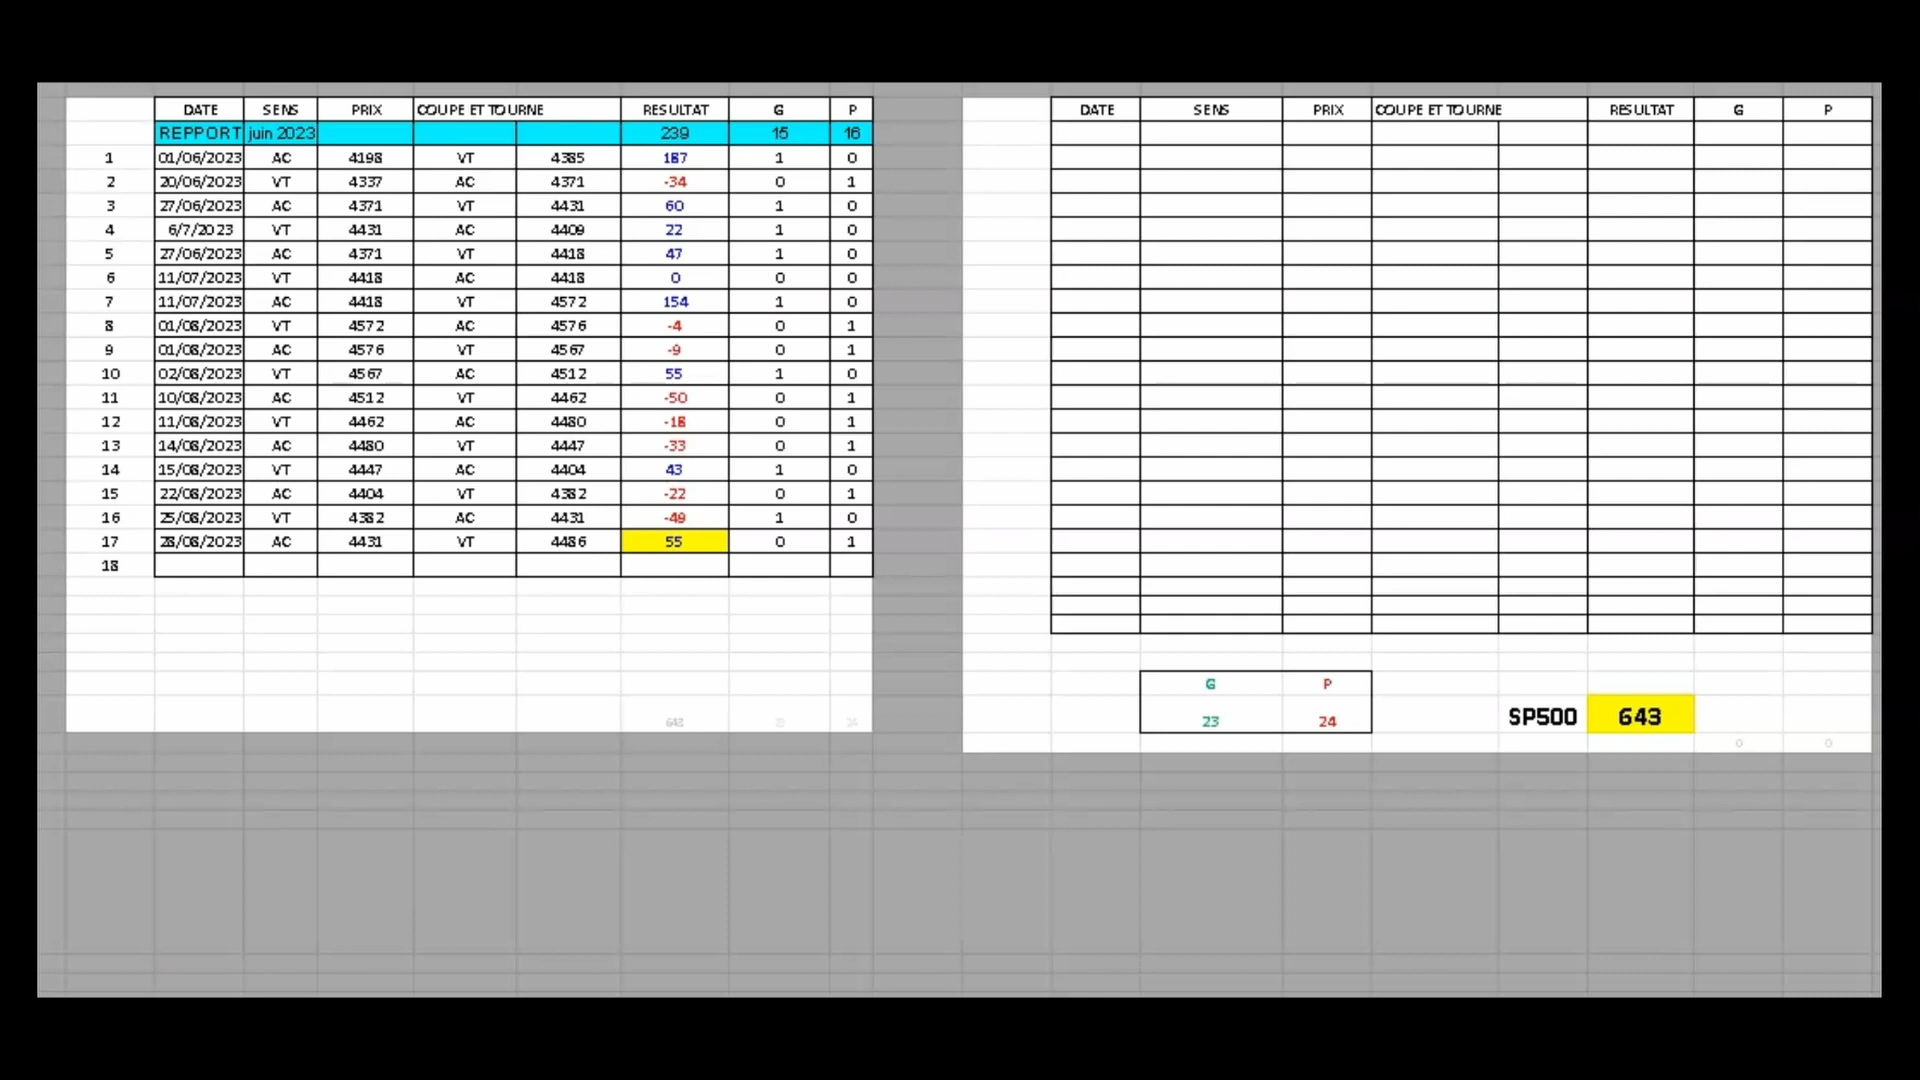 DATE SENS PRIX COUPE ET TOURNE RESULTAT G P
REPPORT juin 2023 239 15 16
1 01/06/2023 AC 4198 VT 4385 187 1 0
2 20/06/2023 VT 4337 AC 4371 -34 0 1
3 27/06/2023 AC 4371 VT 4431 60 1 0
4 6/7/2023 VT 4431 AC 4409 22 1 0
5 27/06/2023 AC 4371 VT 4418 47 1 0
6 11/07/2023 VT 4418 AC 4418 0 0 0
7 11/07/2023 AC 4418 VT 4572 154 1 0
8 01/08/2023 VT 4572 AC 4576 -4 0 1
9 01/08/2023 AC 4576 VT 4567 -9 0 1
10 02/08/2023 VT 4567 AC 4512 55 1 0
11 10/08/2023 AC 4512 VT 4462 -50 0 1
12 11/08/2023 VT 4462 AC 4480 -18 0 1
13 14/08/2023 AC 4480 VT 4447 -33 0 1
14 15/08/2023 VT 4447 AC 4404 43 1 0
15 22/08/2023 AC 4404 VT 4382 -22 0 1
16 25/08/2023 VT 4382 AC 4431 -49 1 0
17 28/08/2023 AC 4431 VT 4486 55 0 1
18
643 23 24
DATE SENS PRIX COUPE ET TOURNE RESULTAT G P
G P
23 24
SP500 643
0 0